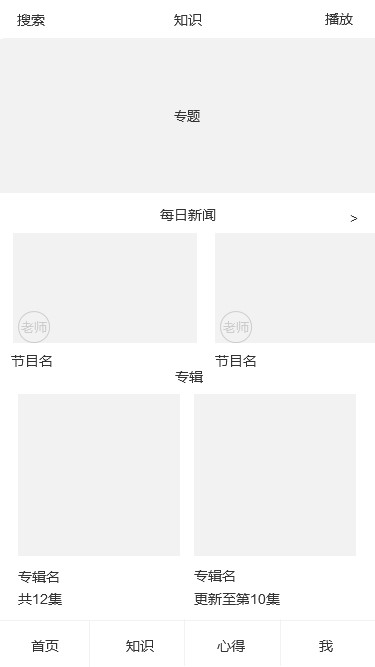 搜索 知识 播放
专题
每日新闻 >
老师 老师
节目名 节目名
专辑
专辑名 专辑名
共12集 更新至第10集
首页 知识 心得 我